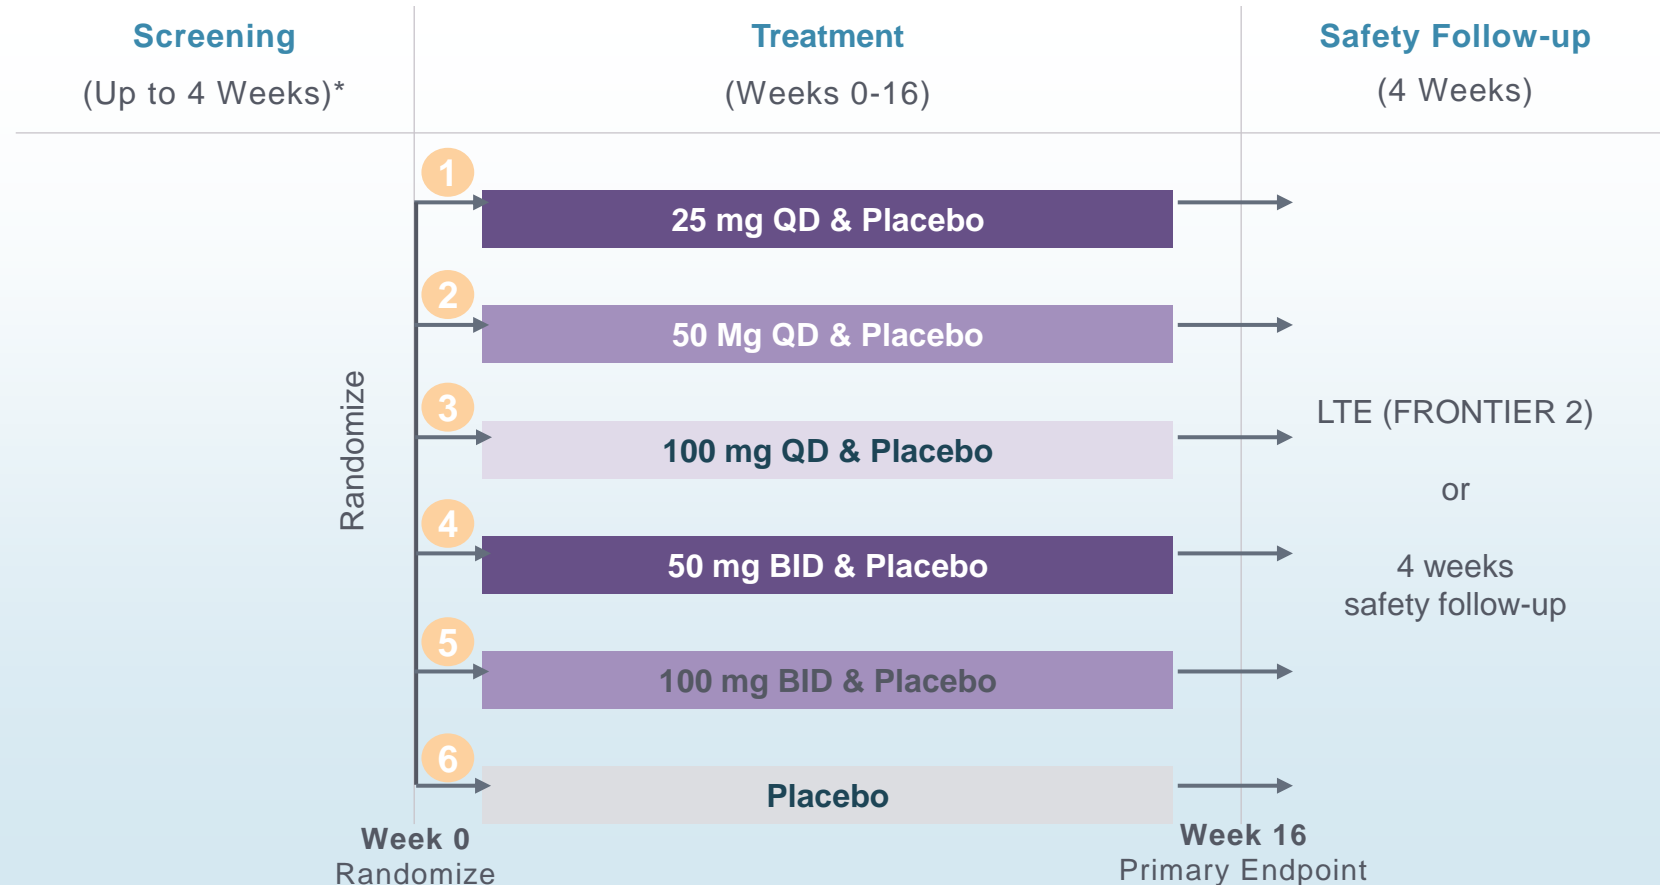 Screening
(Up to 4 Weeks)*
Treatment
(Weeks 0-16)
Safety Follow-up
(4 Weeks)
Randomize
1
25 mg QD & Placebo
2
50 Mg QD & Placebo
3
100 mg QD & Placebo
4
50 mg BID & Placebo
5
100 mg BID & Placebo
6
Placebo
LTE (FRONTIER 2)
or
4 weeks
safety follow-up
Week 0
Randomize
Week 16
Primary Endpoint